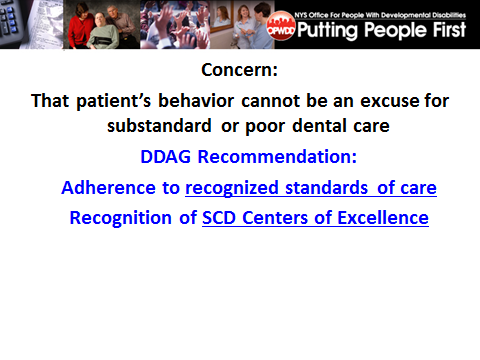 NYS Office For People With Developmental Disabilities
OPWDD
Putting People First
Concern:
That patient's behavior cannot be an excuse for
substandard or poor dental care
DDAG Recommendation:
Adherence to recognized standards of care
Recognition of SCD Centers of Excellence